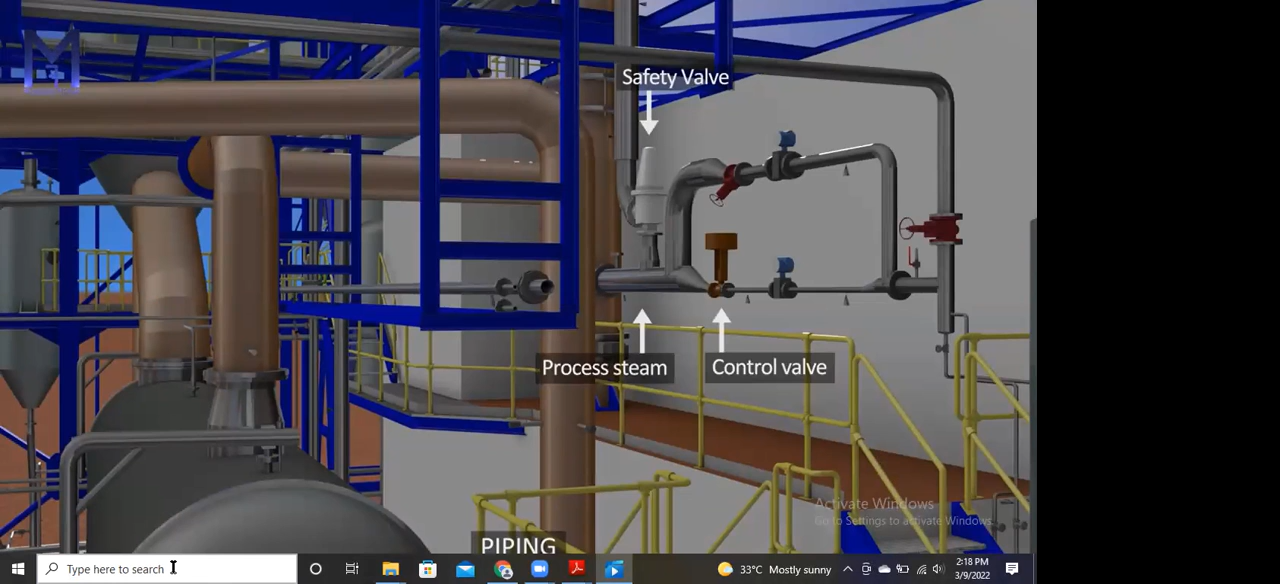 M
Safety Valve
Process steam
Control valve
Activate Windows
Go to Settings to activate Windows.
PIPING
Type here to search
33°C Mostly sunny
2:18 PM
3/9/2022